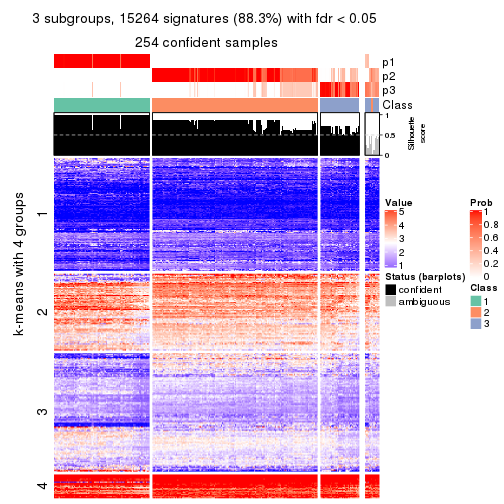 3 subgroups, 15264 signatures (88.3%) with fdr < 0.05
254 confident samples
p1
p2
p3
Class
1
0.5
0
Silhouette
score
k-means with 4 groups
1
2
3
4
Value
5
4
3
2
1
Status (barplots)
confident
ambiguous
Prob
1
0.8
0.6
0.4
0.2
0
Class
1
2
3